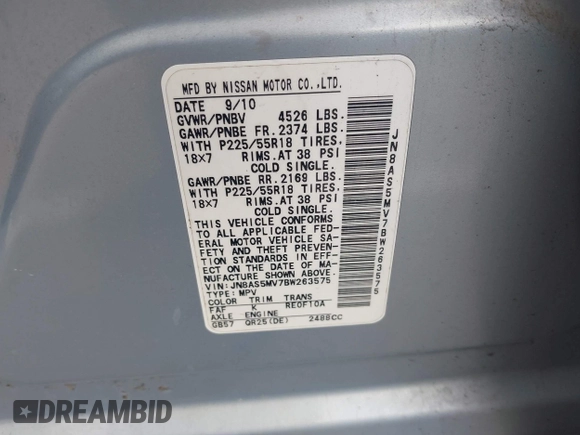 MFD BY NISSAN MOTOR CO.,LTD.
DATE 9/10
GVWR/PNBV 4526 LBS.
GAWR/PNBE FR. 2374 LBS.
WITH P225/55R18 TIRES.
18X7 RIMS. AT 38 PSI
COLD SINGLE.
GAWR/PNBE RR. 2169 LBS.
WITH P225/55R18 TIRES.
18X7 RIMS. AT 38 PSI
COLD SINGLE.
THIS VEHICLE CONFORMS
TO ALL APPLICABLE FED-
ERAL MOTOR VEHICLE SA-
FETY AND THEFT PREVEN-
TION STANDARDS IN EFF-
ECT ON THE DATE OF MA-
NUFACTURE SHOWN ABOVE.
VIN:JN8AS5MV7BW263575
TYPE: MPV
COLOR TRIM TRANS
FAF K RE0F10A
AXLE ENGINE
GB57 QR25(DE) 2488CC
JN8AS5MV7BW263575
DREAMBID